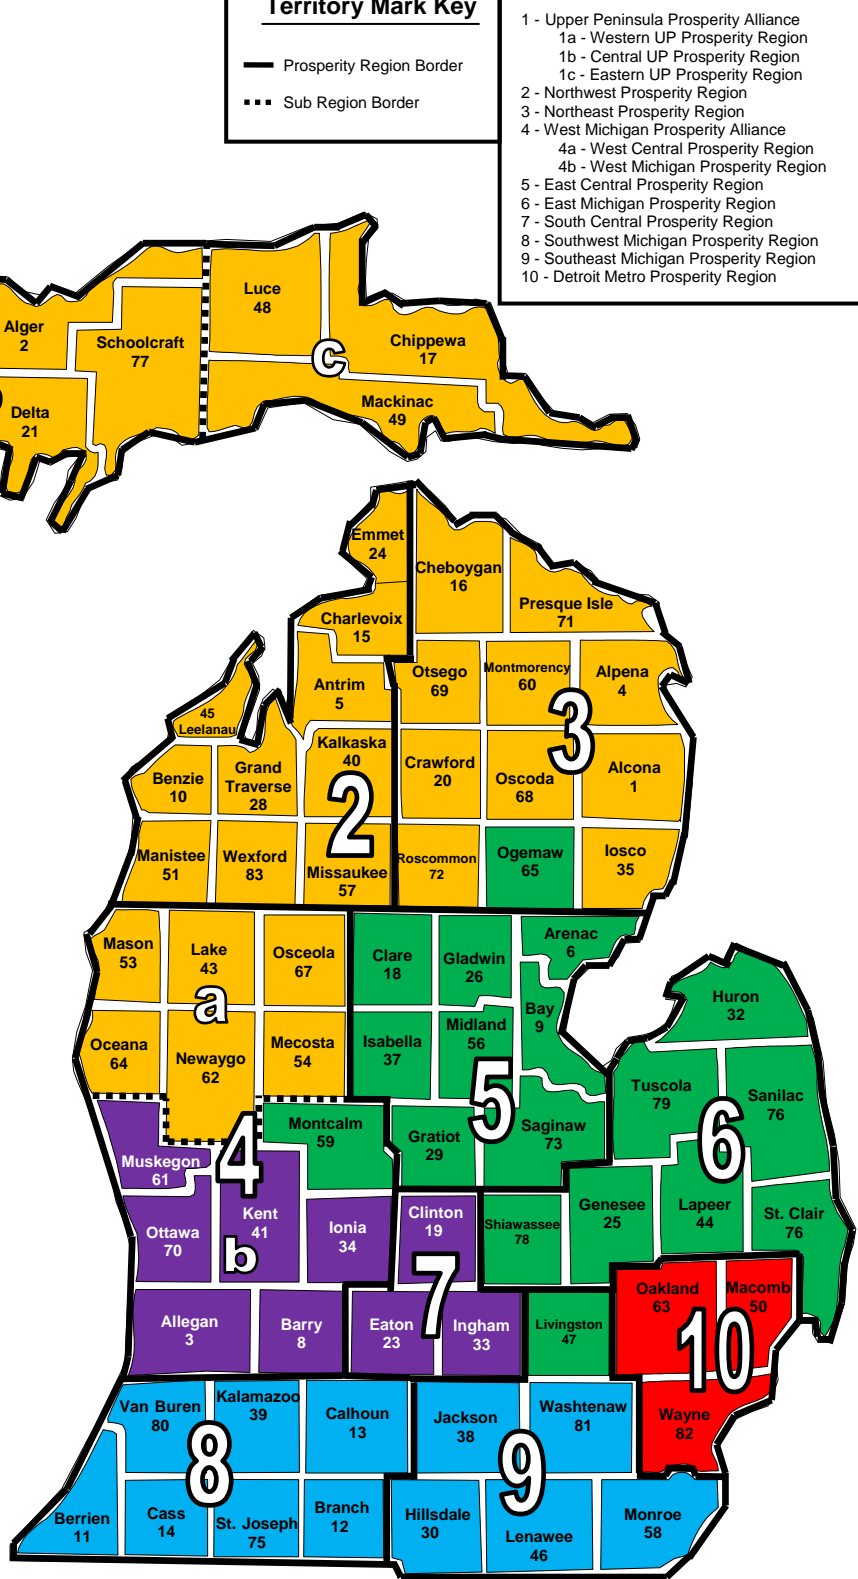 Territory Mark Key
Prosperity Region Border
Sub Region Border
1 - Upper Peninsula Prosperity Alliance
1a - Western UP Prosperity Region
1b - Central UP Prosperity Region
1c - Eastern UP Prosperity Region
2 - Northwest Prosperity Region
3 - Northeast Prosperity Region
4 - West Michigan Prosperity Alliance
4a - West Central Prosperity Region
4b - West Michigan Prosperity Region
5 - East Central Prosperity Region
6 - East Michigan Prosperity Region
7 - South Central Prosperity Region
8 - Southwest Michigan Prosperity Region
9 - Southeast Michigan Prosperity Region
10 - Detroit Metro Prosperity Region
Luce
48
Alger
2
Schoolcraft
77
Chippewa
17
c
Mackinac
49
Delta
21
Emmet
24
Cheboygan
16
Presque Isle
71
Charlevoix
15
Otsego
69
Montmorency
60
Alpena
4
Antrim
5
45
Leelanau
3
Kalkaska
40
Grand
Traverse
28
Benzie
10
Crawford
20
Oscoda
68
Alcona
1
2
Manistee
51
Wexford
83
Missaukee
57
Roscommon
72
Ogemaw
65
Iosco
35
Mason
53
Lake
43
Osceola
67
Clare
18
Gladwin
26
Arenac
6
a
Huron
32
Bay
9
Oceana
64
Newaygo
62
Mecosta
54
Isabella
37
Midland
56
5
Tuscola
79
Sanilac
76
Montcalm
59
4
Gratiot
29
Saginaw
73
6
Muskegon
61
Kent
41
Ottawa
70
Ionia
34
b
Clinton
19
Shiawassee
78
Genesee
25
Lapeer
44
St. Clair
76
7
Oakland
63
Macomb
50
Allegan
3
Barry
8
Eaton
23
Ingham
33
Livingston
47
10
Van Buren
80
Kalamazoo
39
Calhoun
13
Jackson
38
Washtenaw
81
Wayne
82
8
9
Berrien
11
Cass
14
St. Joseph
75
Branch
12
Hillsdale
30
Lenawee
46
Monroe
58